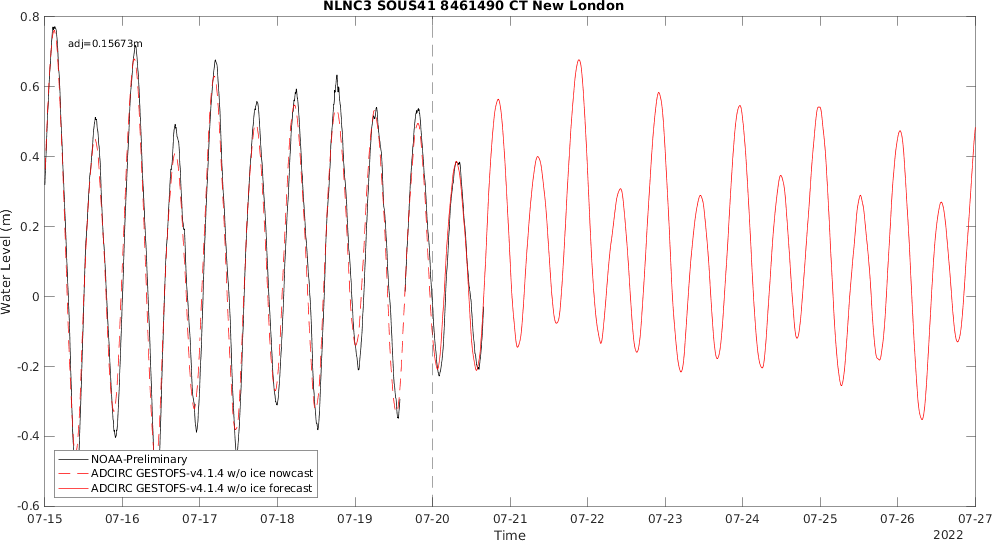 NLNC3 SOUS41 8461490 CT New London
adj=0.15673m
0.8
0.6
0.4
0.2
0
-0.2
-0.4
-0.6
Water Level (m)
NOAA-Preliminary
ADCIRC GESTOFS-v4.1.4 w/o ice nowcast
ADCIRC GESTOFS-v4.1.4 w/o ice forecast
07-15 07-16 07-17 07-18 07-19 07-20 07-21 07-22 07-23 07-24 07-25 07-26 07-27
Time
2022